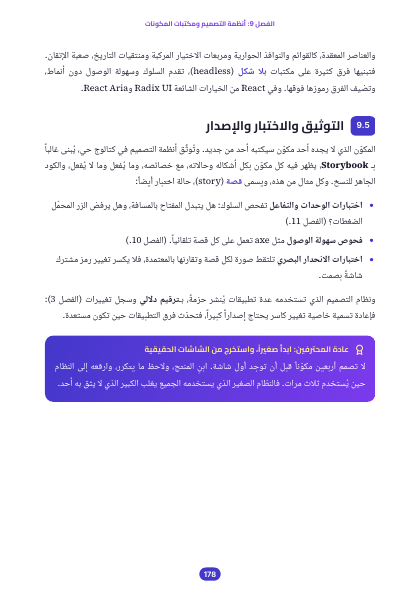 الفصل 9: أنظمة التصميم ومكتبات المكونات
والعناصر المعقدة، كالقوائم والنوافذ الحوارية ومربعات الاختيار المركبة ومنتقيات التاريخ، صعبة الإتقان.
فتبنيها فرق كثيرة على مكتبات بلا شكل (headless)، تقدم السلوك وسهولة الوصول دون أنماط،
وتضيف الفرق رموزها فوقها. وفي React من الخيارات الشائعة Radix UI وReact Aria.
9.5 التوثيق والاختبار والإصدار
المكوّن الذي لا يجده أحد مكوّن سيكتبه أحد من جديد. وتُوثَّق أنظمة التصميم في كتالوج حي، يُبنى غالباً
بـ Storybook، يظهر فيه كل مكوّن بكل أشكاله وحالاته، مع خصائصه، وما يُفعل وما لا يُفعل، والكود
الجاهز للنسخ. وكل مثال من هذه، ويسمى قصة (story)، حالة اختبار أيضاً:
• اختبارات الوحدات والتفاعل تفحص السلوك: هل يتبدل المفتاح بالمسافة، وهل يرفض الزر المحمّل
الضغطات؟ (الفصل 11.)
• فحوص سهولة الوصول مثل axe تعمل على كل قصة تلقائياً. (الفصل 10.)
• اختبارات الانحدار البصري تلتقط صورة لكل قصة وتقارنها بالمعتمدة، فلا يكسر تغيير رمز مشترك
شاشةً بصمت.
ونظام التصميم الذي تستخدمه عدة تطبيقات يُنشر حزمةً، بترقيم دلالي وسجل تغييرات (الفصل 3):
فإعادة تسمية خاصية تغيير كاسر يحتاج إصداراً كبيراً، فتحدّث فرق التطبيقات حين تكون مستعدة.
عادة المحترفين: ابدأ صغيراً، واستخرج من الشاشات الحقيقية
لا تصمم أربعين مكوّناً قبل أن توجد أول شاشة. ابنِ المنتج، ولاحظ ما يتكرر، وارفعه إلى النظام
حين يُستخدم ثلاث مرات. فالنظام الصغير الذي يستخدمه الجميع يغلب الكبير الذي لا يثق به أحد.
178